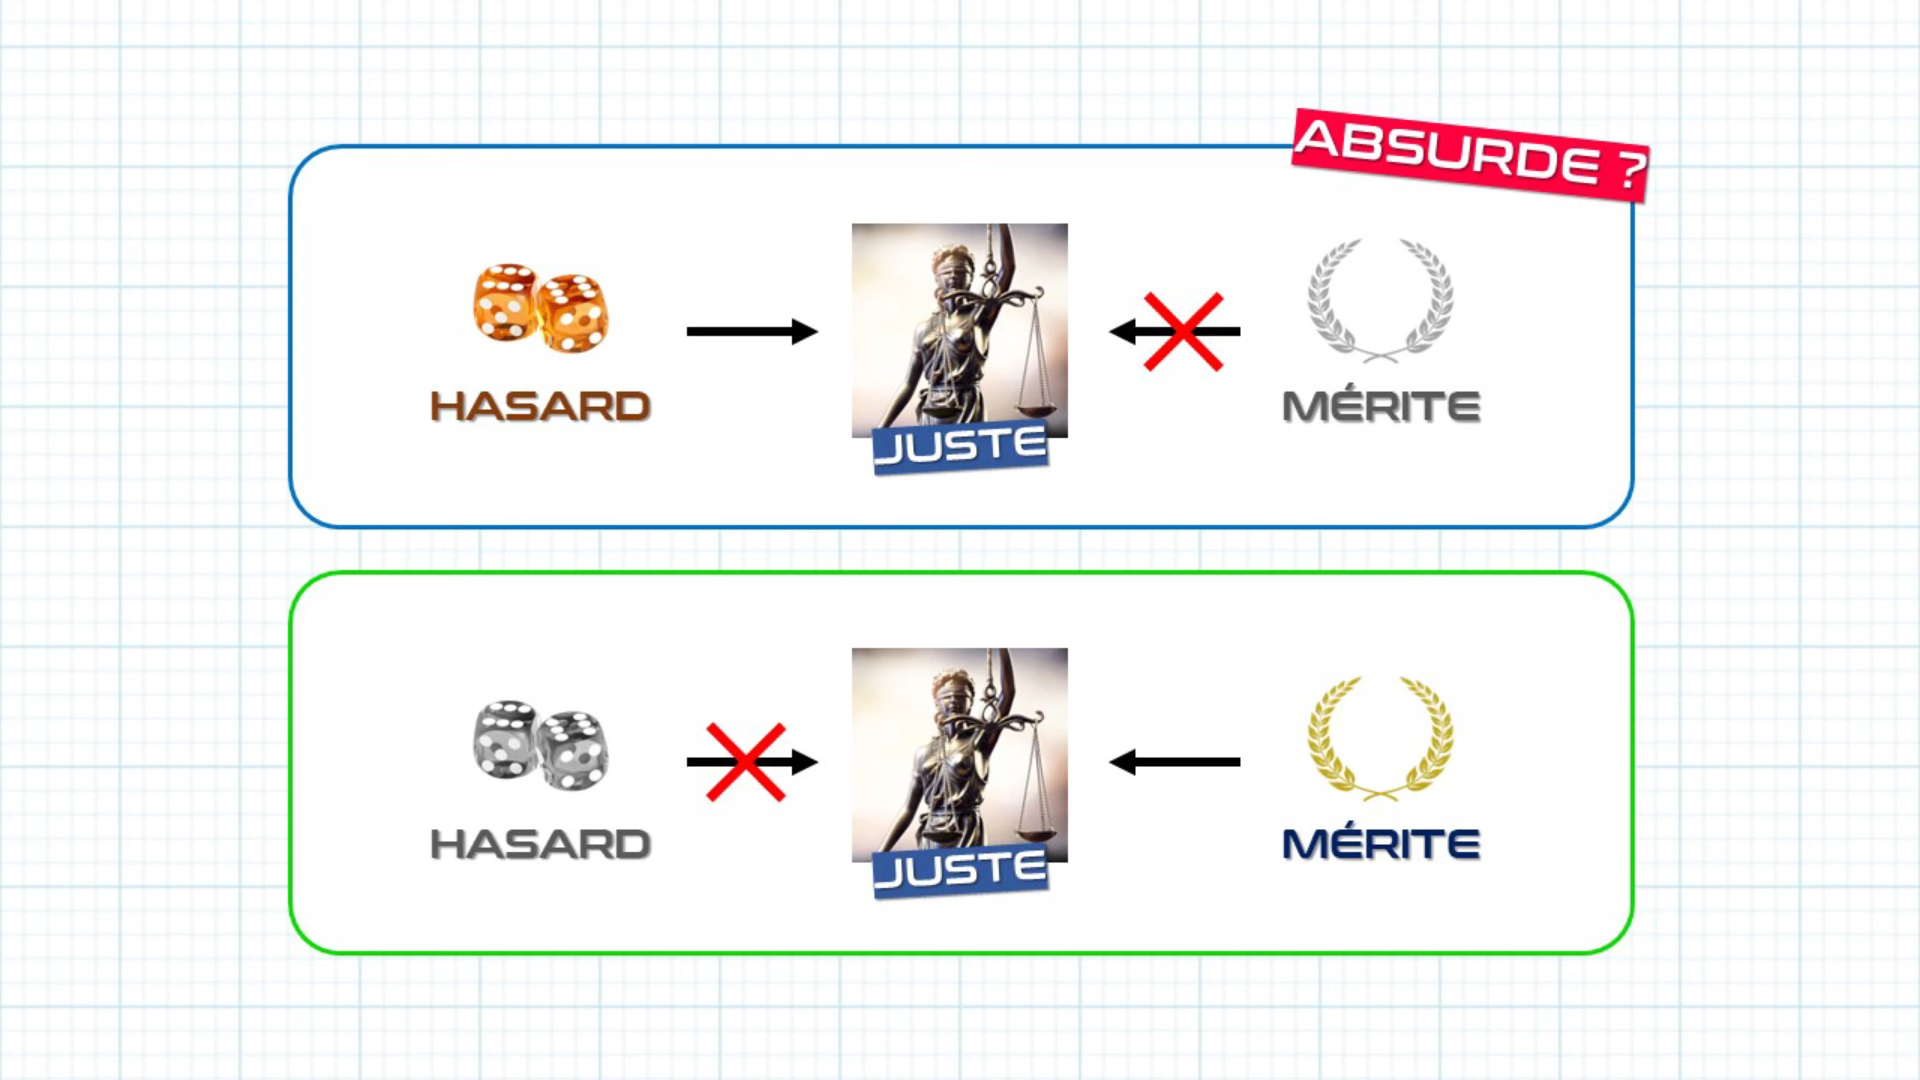 ABSURDE ?
JUSTE
HASARD
MÉRITE
JUSTE
HASARD
MÉRITE